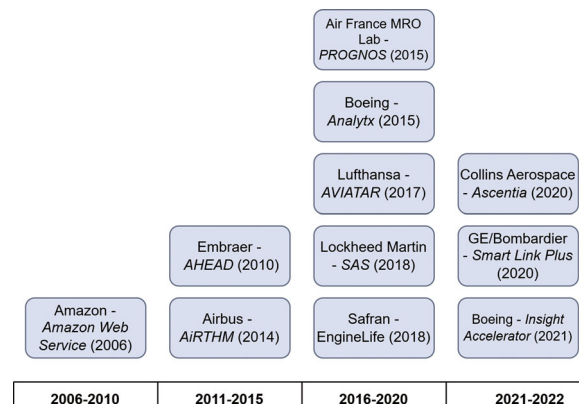 Air France MRO
Lab -
PROGNOS (2015)
Boeing -
Analytx (2015)
Lufthansa -
AVIATAR (2017)
Collins Aerospace
- Ascentia (2020)
Embraer -
AHEAD (2010)
Lockheed Martin
- SAS (2018)
GE/Bombardier
- Smart Link Plus
(2020)
Amazon -
Amazon Web
Service (2006)
Airbus -
AiRTHM (2014)
Safran -
EngineLife (2018)
Boeing - Insight
Accelerator (2021)
2006-2010
2011-2015
2016-2020
2021-2022